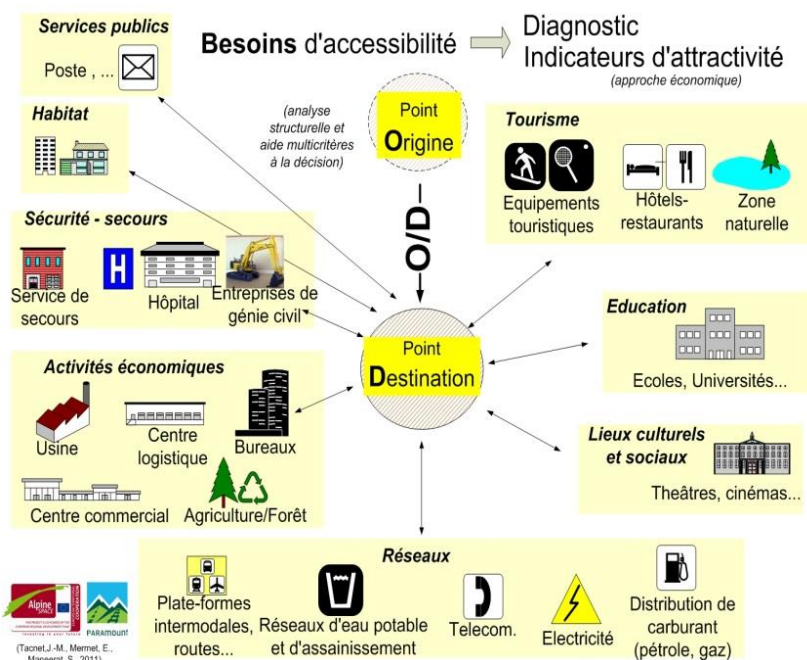 Services publics
Poste , ...
Besoins d'accessibilité
Diagnostic
Indicateurs d'attractivité
(approche économique)
Habitat
(analyse
structurelle et
aide multicritères
à la décision)
Point
Origine
O/D
Tourisme
Equipements
touristiques
Hôtels-
restaurants
Zone
naturelle
Sécurité - secours
H
Service de
secours
Hôpital
Entreprises de
génie civil
Point
Destination
Education
Ecoles, Universités...
Activités économiques
Usine
Centre
logistique
Bureaux
Centre commercial
Agriculture/Forêt
Lieux culturels
et sociaux
Theâtres, cinémas...
Réseaux
Plate-formes
intermodales,
routes...
Réseaux d'eau potable
et d'assainissement
Telecom.
Electricité
Distribution de
carburant
(pétrole, gaz)
Alpine
SPACE
PARAmount
(Tacnet,J.-M., Mermet, E.,
Maneerat, S., 2011)